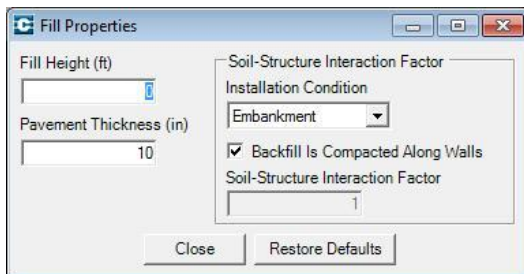 Fill Properties
Fill Height (ft)
0
Pavement Thickness (in)
10
Soil-Structure Interaction Factor
Installation Condition
Embankment
Backfill Is Compacted Along Walls
Soil-Structure Interaction Factor
1
Close
Restore Defaults